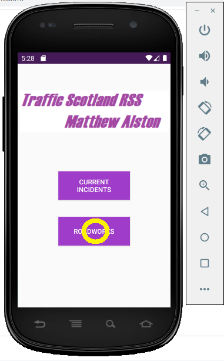 5:28
Traffic Scotland RSS
Matthew Alston
CURRENT
INCIDENTS
ROADWORKS